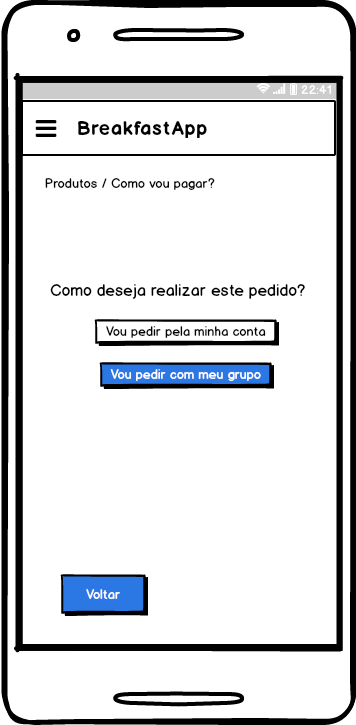 22:41
BreakfastApp
Produtos / Como vou pagar?
Como deseja realizar este pedido?
Vou pedir pela minha conta
Vou pedir com meu grupo
Voltar